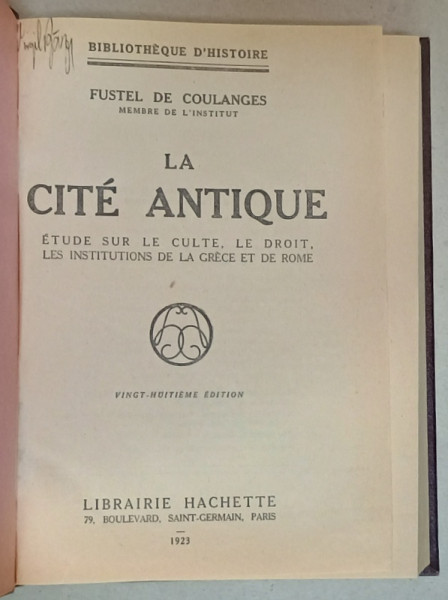 BIBLIOTHÈQUE D'HISTOIRE
FUSTEL DE COULANGES
MEMBRE DE L'INSTITUT
LA
CITÉ ANTIQUE
ÉTUDE SUR LE CULTE, LE DROIT,
LES INSTITUTIONS DE LA GRÈCE ET DE ROME
VINGT-HUITIÈME ÉDITION
LIBRAIRIE HACHETTE
79, BOULEVARD, SAINT-GERMAIN, PARIS
1923